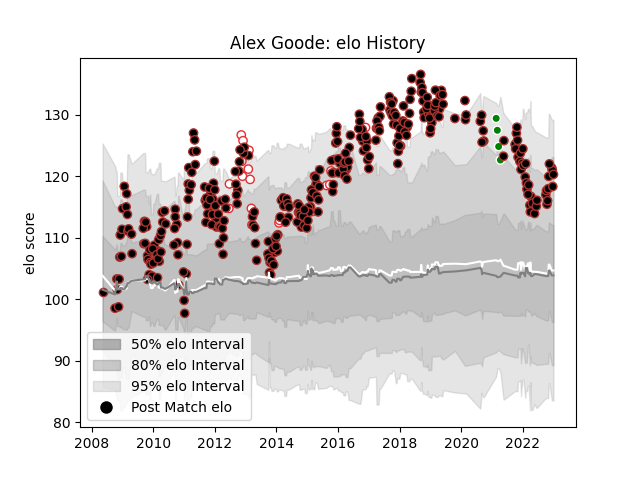 Alex Goode: elo History
elo score
130
120
110
100
90
80
50% elo Interval
80% elo Interval
95% elo Interval
Post Match elo
2008 2010 2012 2014 2016 2018 2020 2022